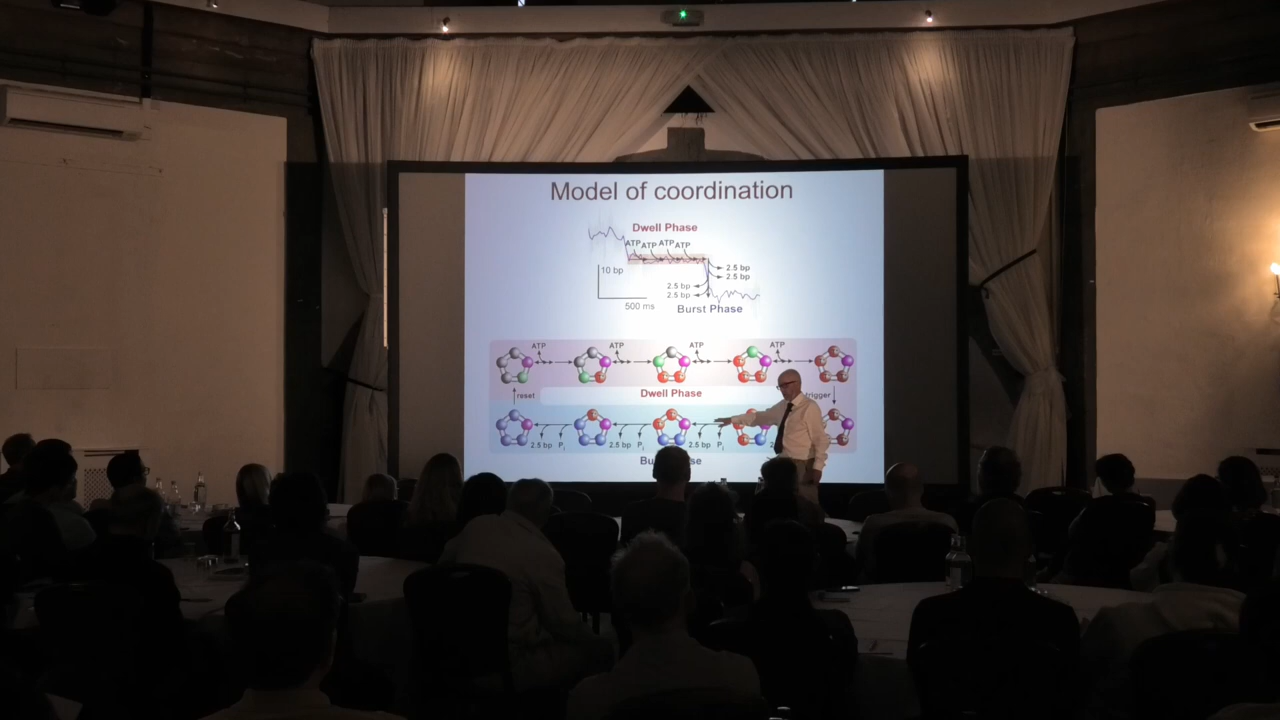 Model of coordination
Dwell Phase
ATP ATP ATP ATP
10 bp
2.5 bp
2.5 bp
2.5 bp
2.5 bp
500 ms
Burst Phase
ATP ATP ATP ATP
Dwell Phase
reset
trigger
2.5 bp Pi 2.5 bp Pi 2.5 bp Pi